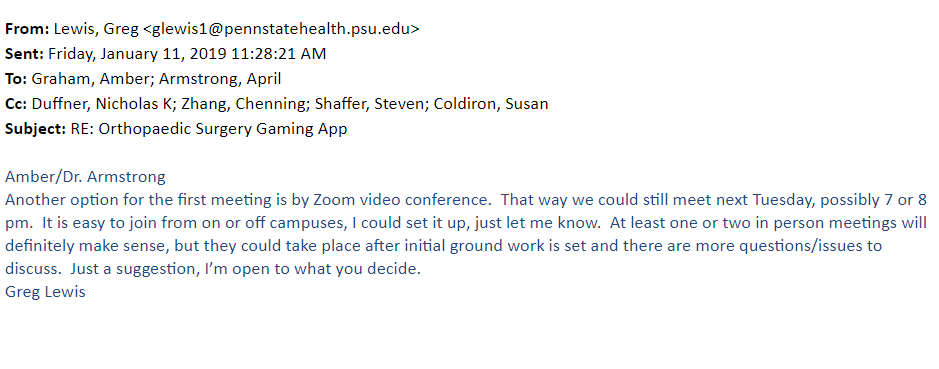 From: Lewis, Greg <glewis1@pennstatehealth.psu.edu>
Sent: Friday, January 11, 2019 11:28:21 AM
To: Graham, Amber; Armstrong, April
Cc: Duffner, Nicholas K; Zhang, Chenning; Shaffer, Steven; Coldiron, Susan
Subject: RE: Orthopaedic Surgery Gaming App
Amber/Dr. Armstrong
Another option for the first meeting is by Zoom video conference.  That way we could still meet next Tuesday, possibly 7 or 8
pm.  It is easy to join from on or off campuses, I could set it up, just let me know.  At least one or two in person meetings will
definitely make sense, but they could take place after initial ground work is set and there are more questions/issues to
discuss.  Just a suggestion, I’m open to what you decide.
Greg Lewis